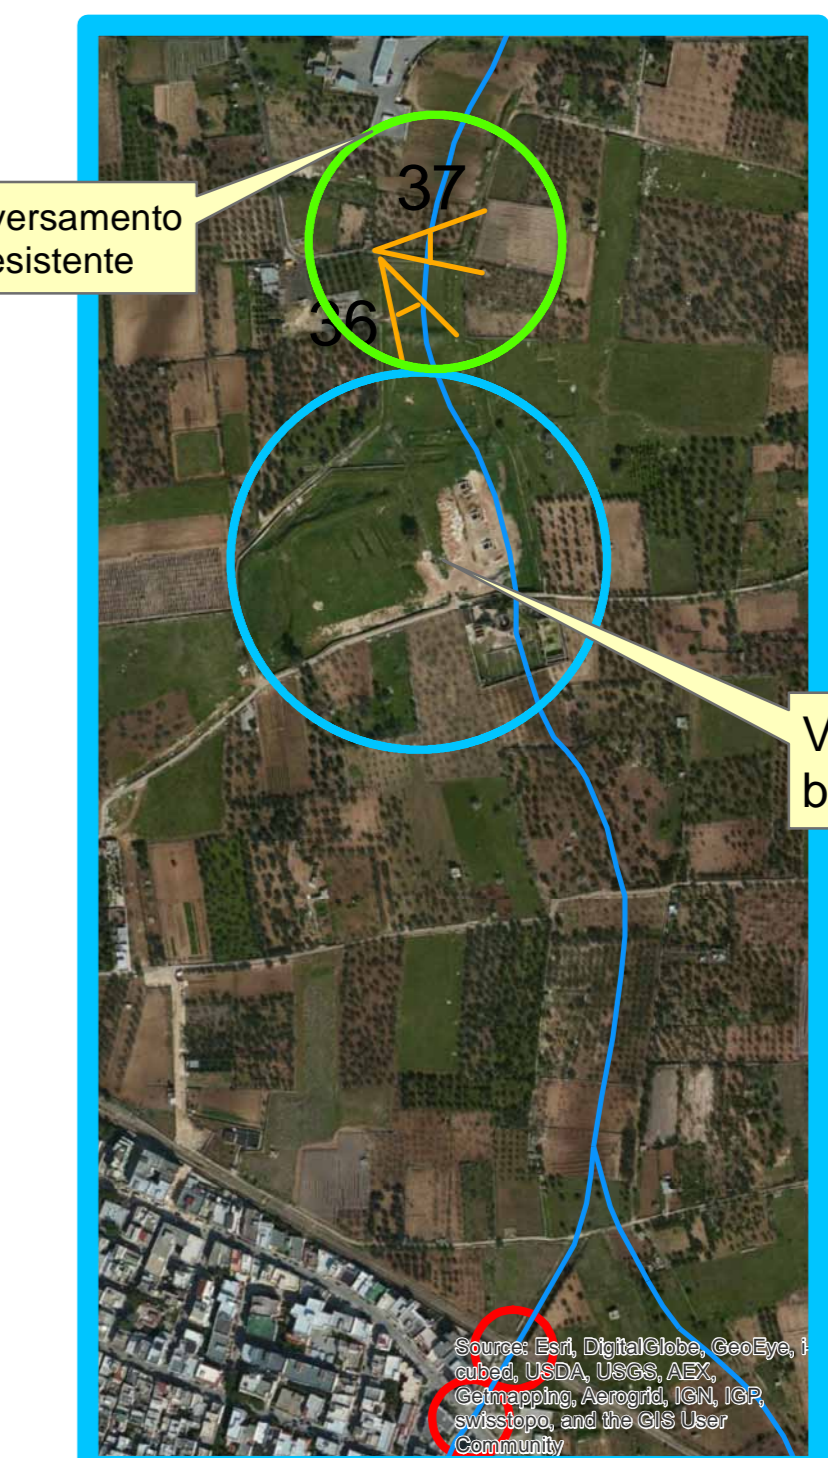 37
versamento
esistente
36
V
b
Source: Esri, DigitalGlobe, GeoEye, i-
cubed, USDA, USGS, AEX,
Getmapping, Aerogrid, IGN, IGP,
swisstopo, and the GIS User
Community